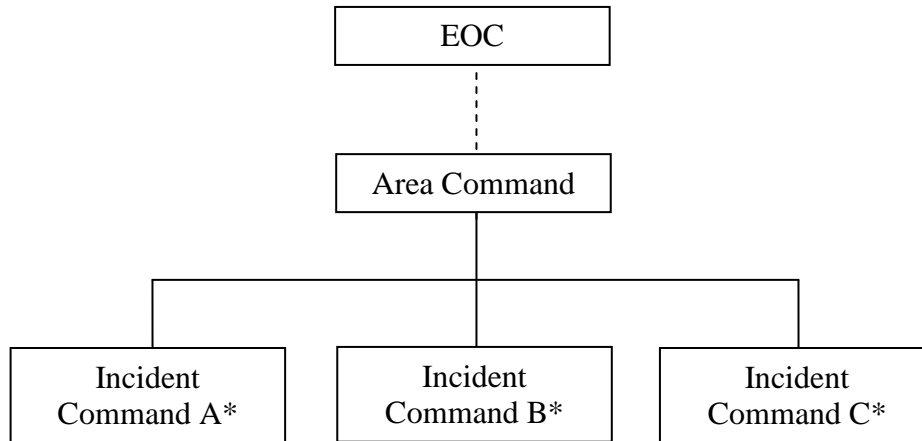 EOC
Area Command
Incident
Command A*
Incident
Command B*
Incident
Command C*